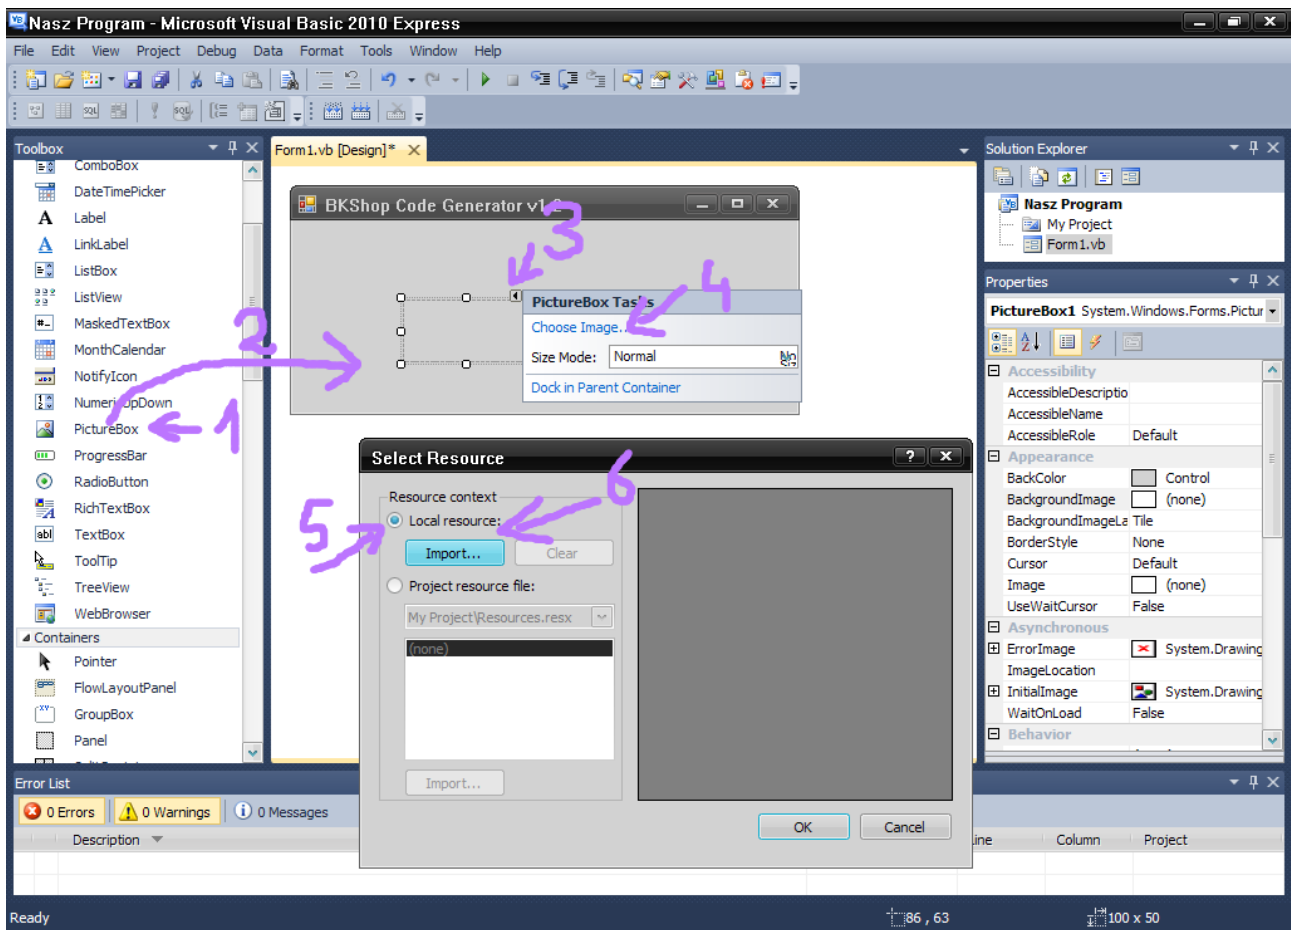 Nasz Program - Microsoft Visual Basic 2010 Express
File Edit View Project Debug Data Format Tools Window Help
Toolbox
ComboBox
DateTimePicker
Label
LinkLabel
ListBox
ListView
MaskedTextBox
MonthCalendar
NotifyIcon
NumericUpDown
PictureBox
ProgressBar
RadioButton
RichTextBox
TextBox
ToolTip
TreeView
WebBrowser
Containers
Pointer
FlowLayoutPanel
GroupBox
Panel
Form1.vb [Design]*
BKShop Code Generator v1.2
PictureBox Tasks
Choose Image...
Size Mode: Normal
Dock in Parent Container
1
2
3
4
5
6
Select Resource
Resource context
Local resource:
Import... Clear
Project resource file:
My Project\Resources.resx
(none)
Import...
OK Cancel
Solution Explorer
Nasz Program
My Project
Form1.vb
Properties
PictureBox1 System.Windows.Forms.Pictur
Accessibility
AccessibleDescriptio
AccessibleName
AccessibleRole Default
Appearance
BackColor Control
BackgroundImage (none)
BackgroundImageLa Tile
BorderStyle None
Cursor Default
Image (none)
UseWaitCursor False
Asynchronous
ErrorImage System.Drawing
ImageLocation
InitialImage System.Drawing
WaitOnLoad False
Behavior
Error List
0 Errors 0 Warnings 0 Messages
Description Column Project
Ready 86 , 63 100 x 50